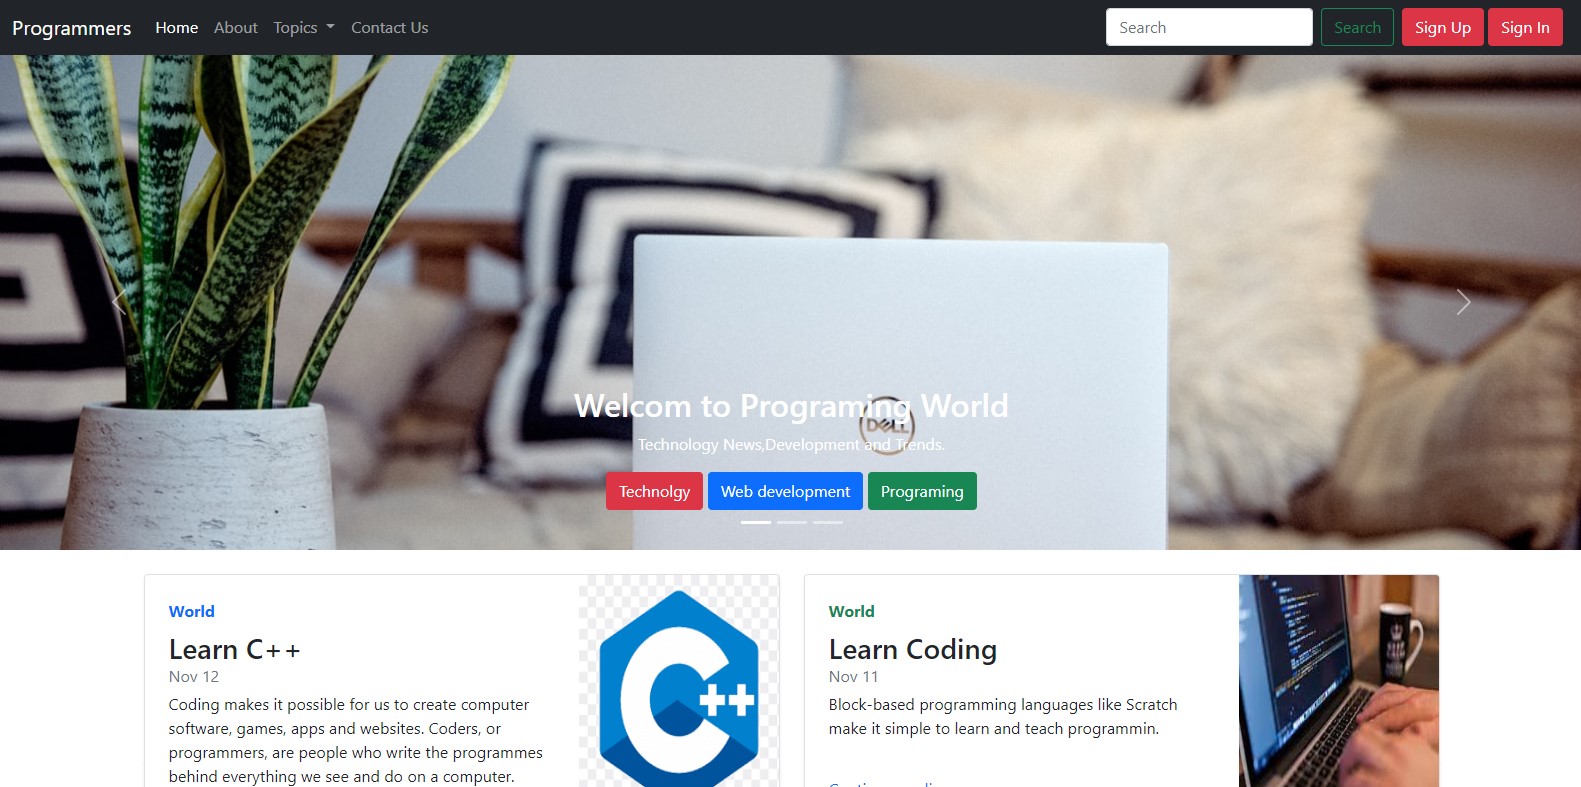 Programmers Home About Topics Contact Us Search Search Sign Up Sign In
Welcom to Programing World
DELL
Technology News,Development and Trends.
Technolgy Web development Programing
World
Learn C++
Nov 12
Coding makes it possible for us to create computer
software, games, apps and websites. Coders, or
programmers, are people who write the programmes
behind everything we see and do on a computer.
C++
World
Learn Coding
Nov 11
Block-based programming languages like Scratch
make it simple to learn and teach programmin.